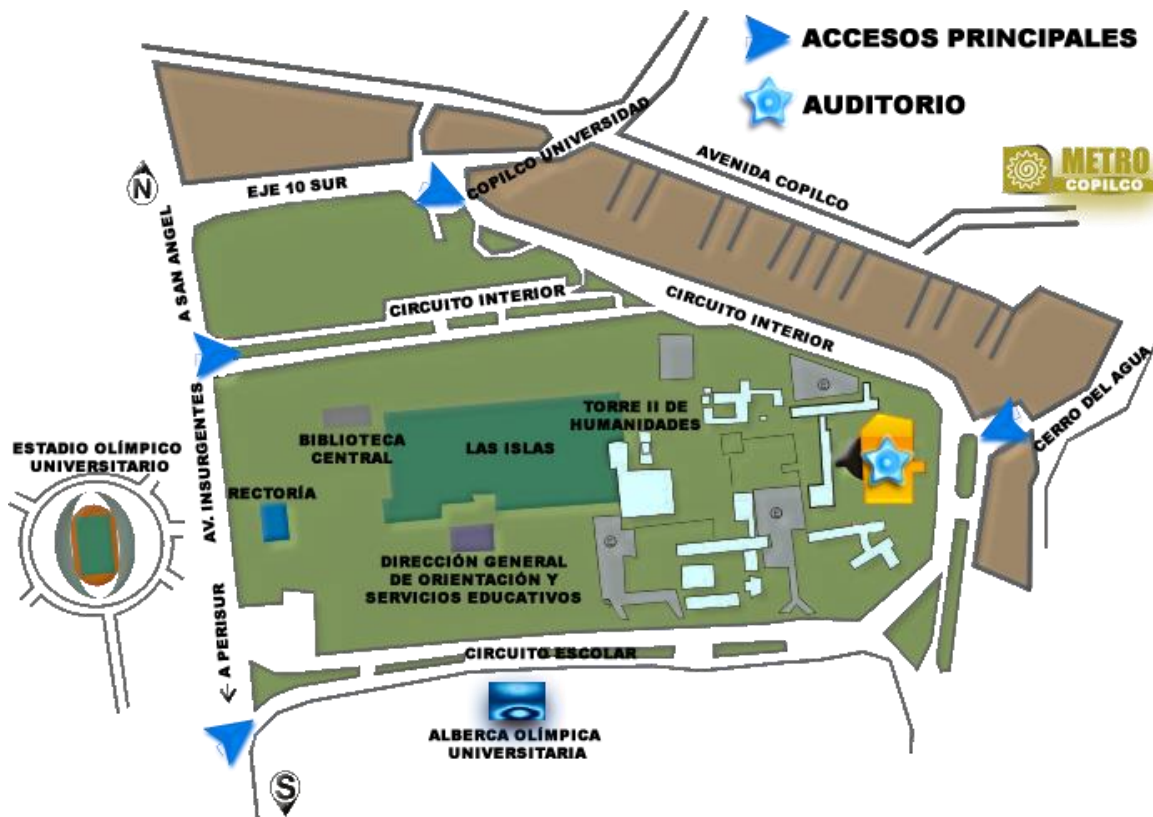 ACCESOS PRINCIPALES
AUDITORIO
METRO
COPILCO
AVENIDA COPILCO
COPILCO UNIVERSIDAD
N
EJE 10 SUR
A SAN ANGEL
CIRCUITO INTERIOR
CIRCUITO INTERIOR
CERRO DEL AGUA
AV. INSURGENTES
TORRE II DE
HUMANIDADES
BIBLIOTECA
CENTRAL
LAS ISLAS
ESTADIO OLÍMPICO
UNIVERSITARIO
RECTORÍA
DIRECCIÓN GENERAL
DE ORIENTACIÓN Y
SERVICIOS EDUCATIVOS
C
C
C
← A PERISUR
CIRCUITO ESCOLAR
ALBERCA OLÍMPICA
UNIVERSITARIA
S